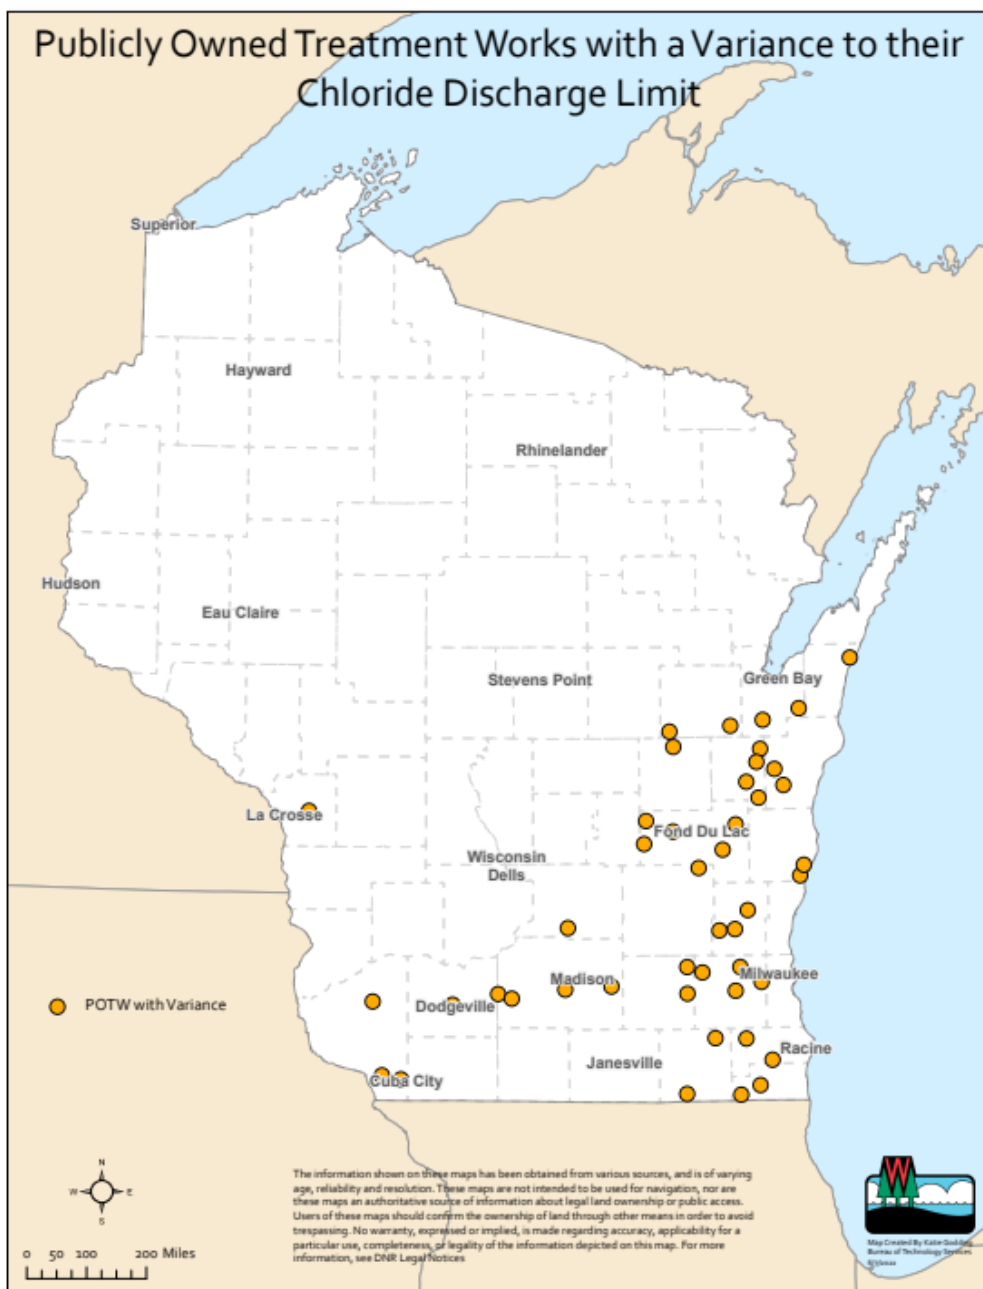 Publicly Owned Treatment Works with a Variance to their
Chloride Discharge Limit
Superior
Hayward
Rhinelander
Hudson
Eau Claire
Stevens Point
Green Bay
La Crosse
Fond Du Lac
Wisconsin
Dells
Madison
Milwaukee
POTW with Variance
Dodgeville
Janesville
Racine
Cuba City
N
W E
S
0 50 100 200 Miles
The information shown on these maps has been obtained from various sources, and is of varying
age, reliability and resolution. These maps are not intended to be used for navigation, nor are
these maps an authoritative source of information about legal land ownership or public access.
Users of these maps should confirm the ownership of land through other means in order to avoid
trespassing. No warranty, expressed or implied, is made regarding accuracy, applicability for a
particular use, completeness, or legality of the information depicted on this map. For more
information, see DNR Legal Notices
W
Map Created By Katie
Bureau of Technology Services